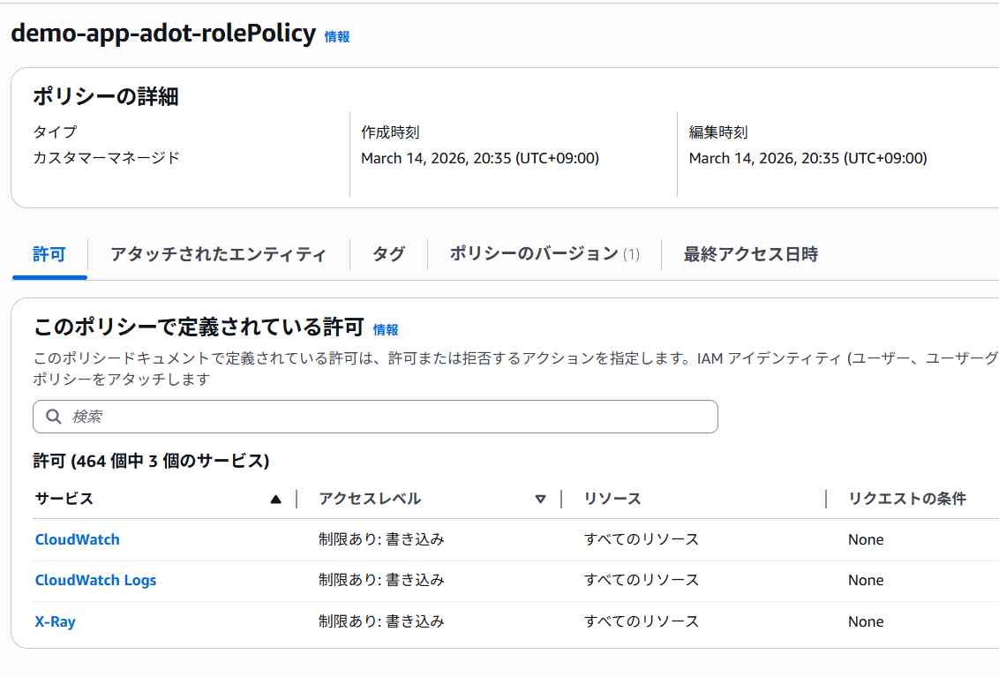 demo-app-adot-rolePolicy 情報
ポリシーの詳細
タイプ
カスタマーマネージド
作成時刻
March 14, 2026, 20:35 (UTC+09:00)
編集時刻
March 14, 2026, 20:35 (UTC+09:00)
許可 アタッチされたエンティティ タグ ポリシーのバージョン (1) 最終アクセス日時
このポリシーで定義されている許可 情報
このポリシードキュメントで定義されている許可は、許可または拒否するアクションを指定します。IAM アイデンティティ (ユーザー、ユーザーグ
ポリシーをアタッチします
検索
許可 (464 個中 3 個のサービス)
サービス ▲ アクセスレベル ▽ リソース リクエストの条件
CloudWatch 制限あり: 書き込み すべてのリソース None
CloudWatch Logs 制限あり: 書き込み すべてのリソース None
X-Ray 制限あり: 書き込み すべてのリソース None